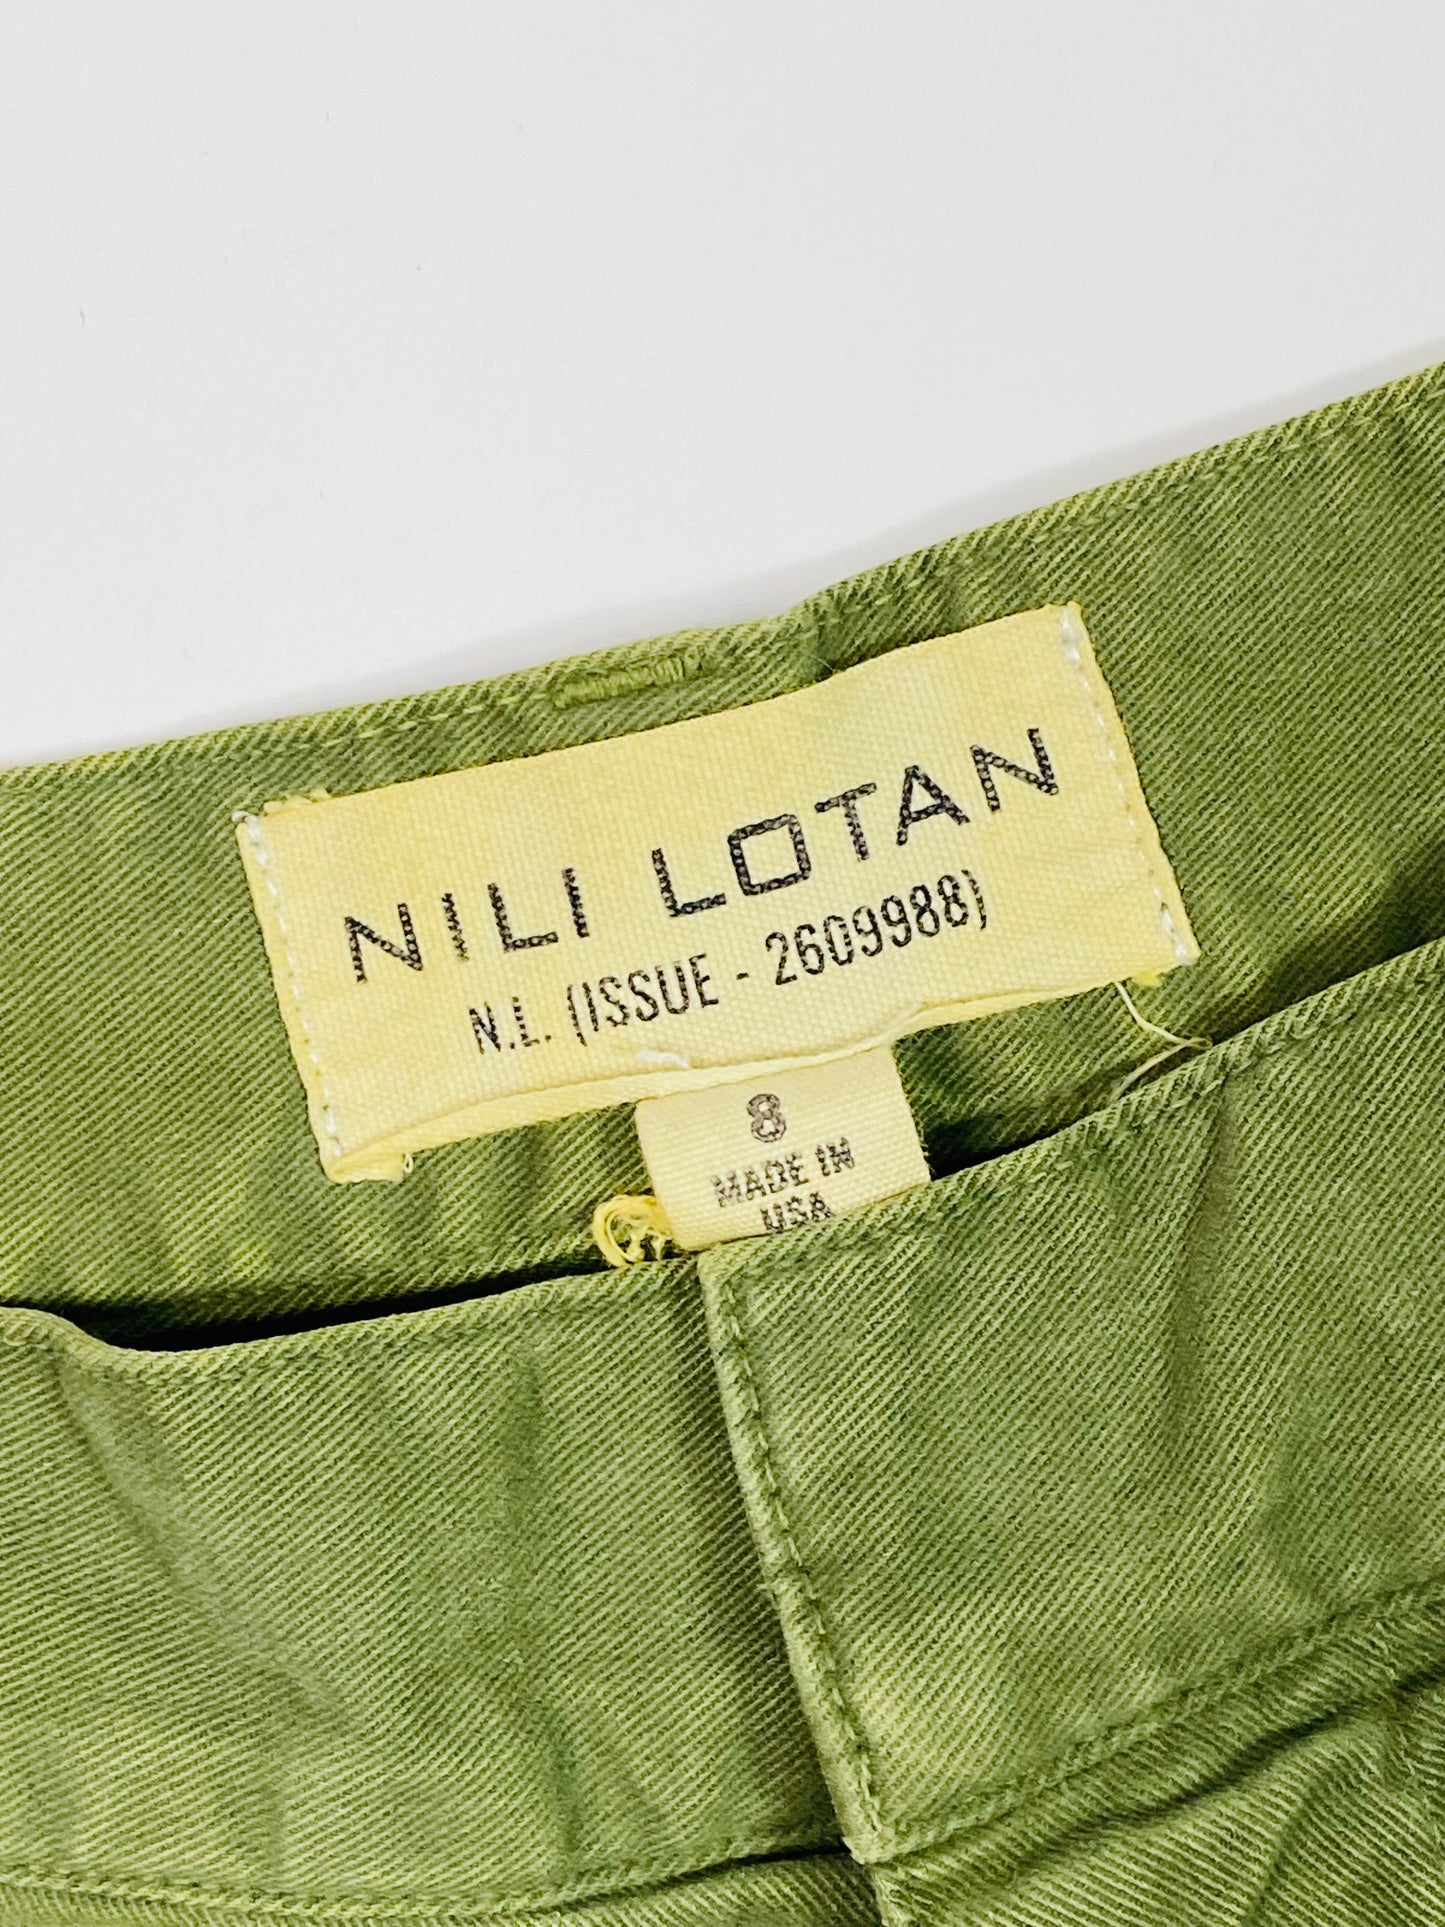 NILI LOTAN
N.L. (ISSUE - 2609988)
8
MADE IN
USA